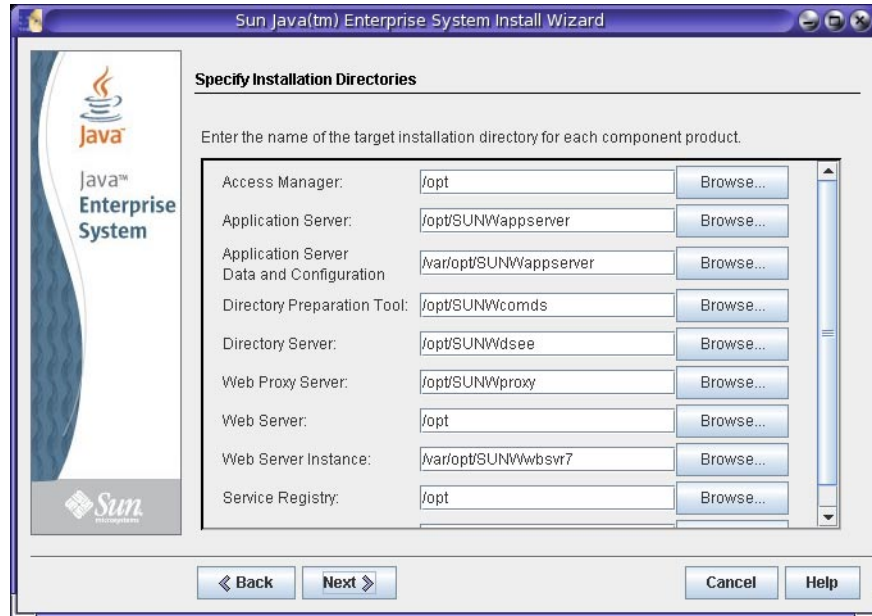 Sun Java(tm) Enterprise System Install Wizard
Java
Java™
Enterprise
System
Sun
microsystems
Specify Installation Directories
Enter the name of the target installation directory for each component product.
Access Manager: /opt Browse...
Application Server: /opt/SUNWappserver Browse...
Application Server
Data and Configuration /var/opt/SUNWappserver Browse...
Directory Preparation Tool: /opt/SUNWcomds Browse...
Directory Server: /opt/SUNWdsee Browse...
Web Proxy Server: /opt/SUNWproxy Browse...
Web Server: /opt Browse...
Web Server Instance: /var/opt/SUNWwbsvr7 Browse...
Service Registry: /opt Browse...
Back Next Cancel Help